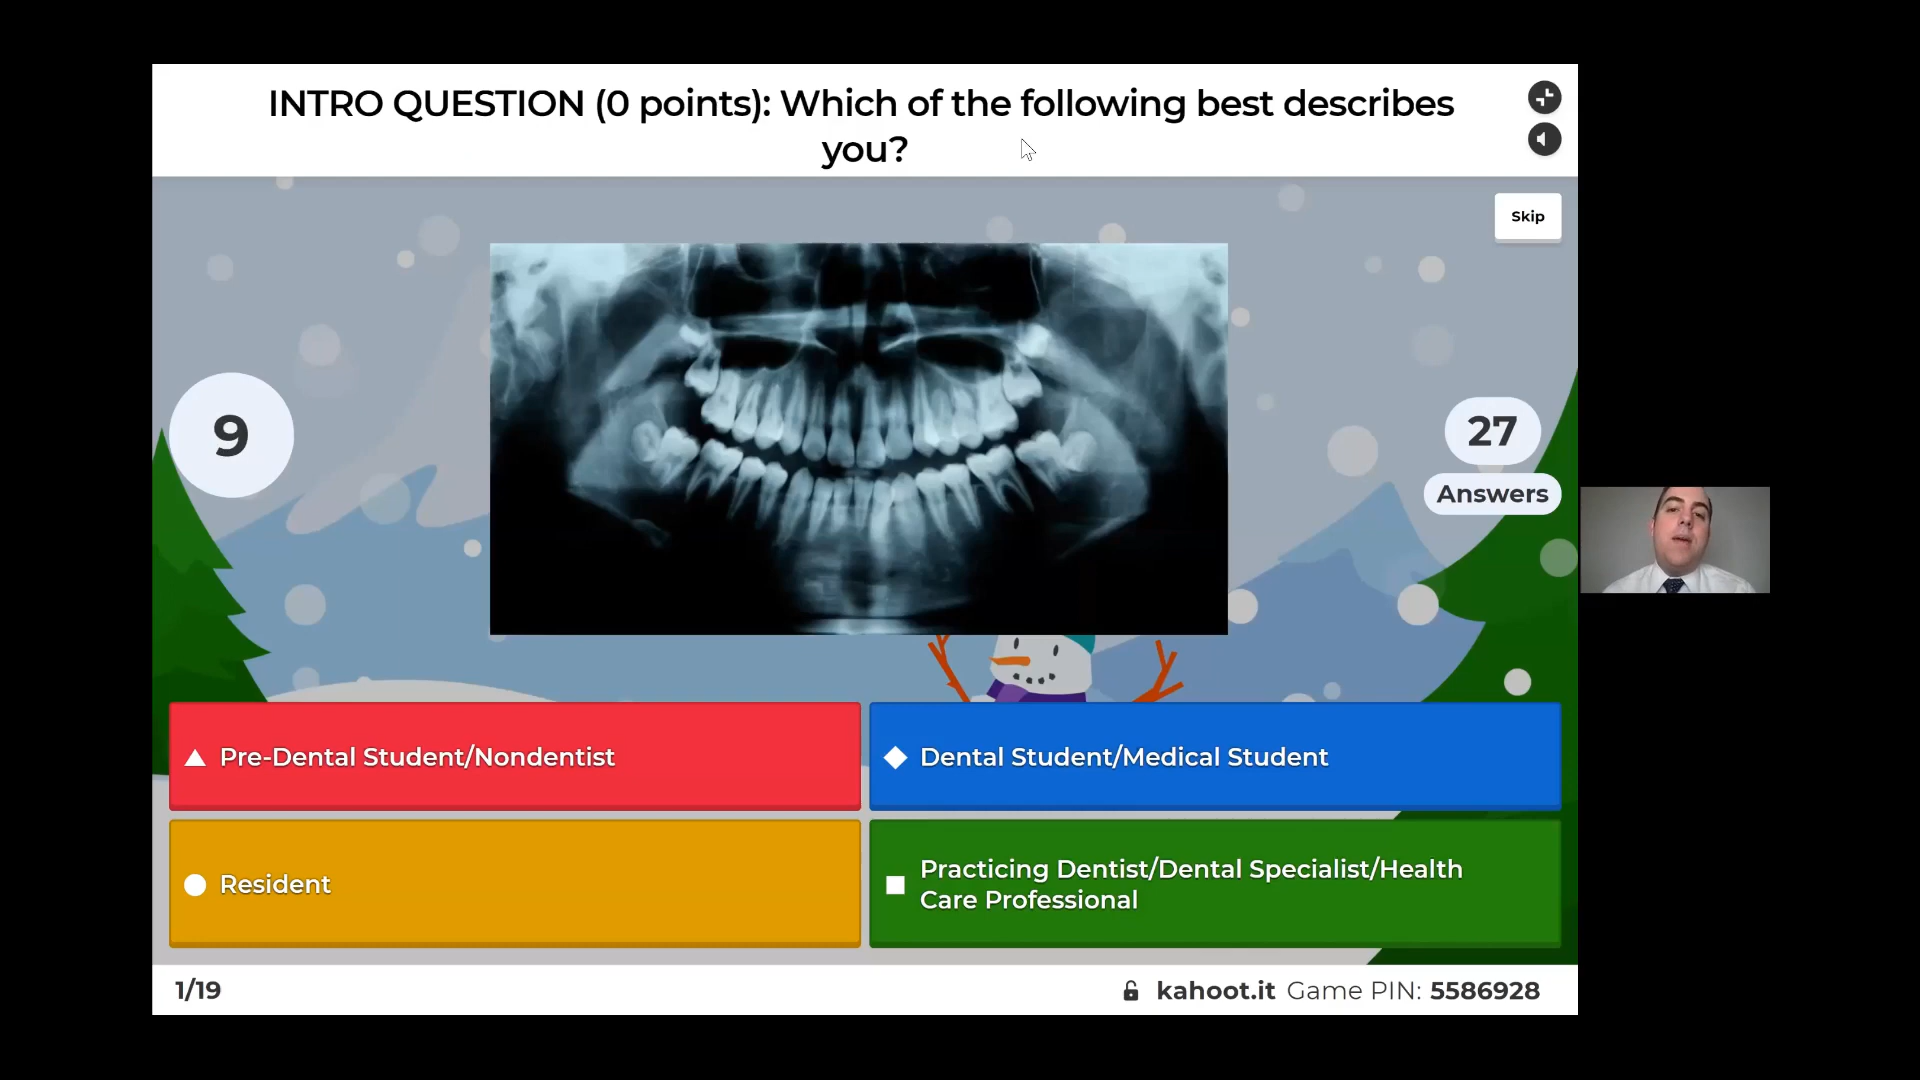 INTRO QUESTION (0 points): Which of the following best describes
you?
Skip
9
27
Answers
Pre-Dental Student/Nondentist
Dental Student/Medical Student
Resident
Practicing Dentist/Dental Specialist/Health
Care Professional
1/19
kahoot.it Game PIN: 5586928